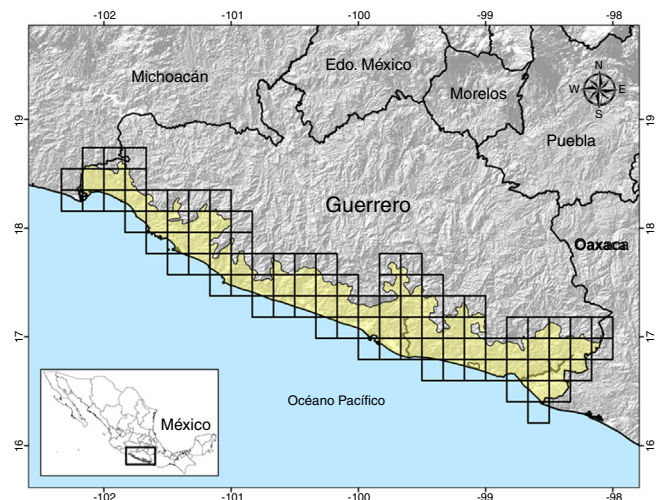 -102 -101 -100 -99 -98
Michoacán
Edo. México
Morelos
N
W E
S
Puebla
19
19
Guerrero
18
18
Oaxaca
17
17
Océano Pacífico
México
16
16
-102 -101 -100 -99 -98